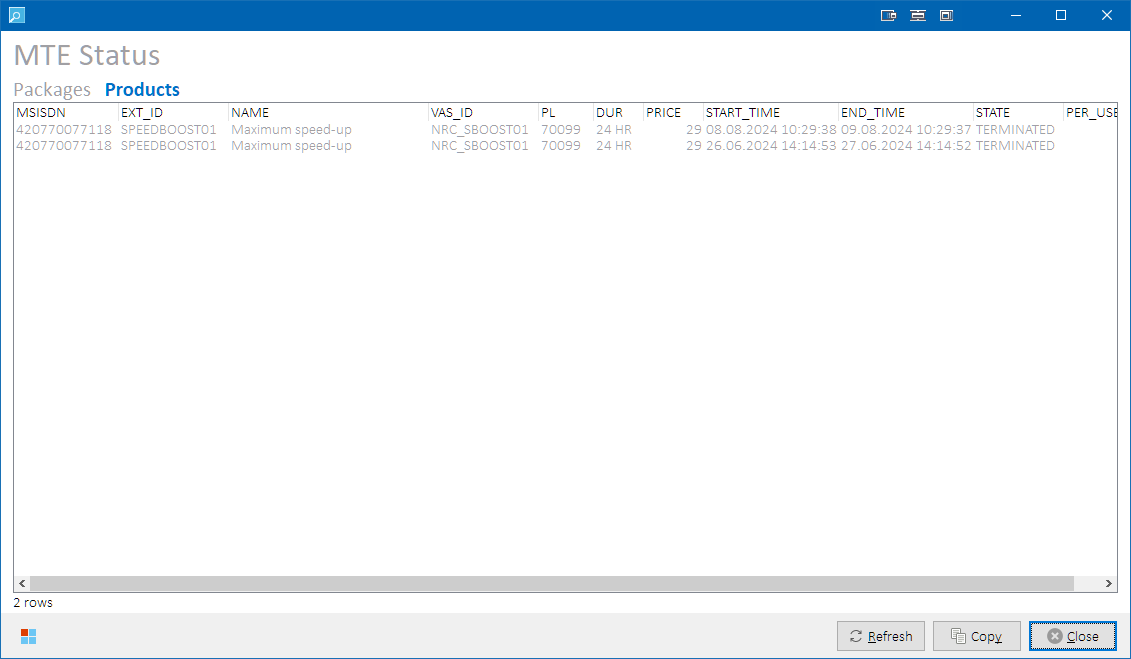 MTE Status
Packages Products
MSISDN EXT_ID NAME VAS_ID PL DUR PRICE START_TIME END_TIME STATE PER_USE
420770077118 SPEEDBOOST01 Maximum speed-up NRC_SBOOST01 70099 24 HR 29 08.08.2024 10:29:38 09.08.2024 10:29:37 TERMINATED
420770077118 SPEEDBOOST01 Maximum speed-up NRC_SBOOST01 70099 24 HR 29 26.06.2024 14:14:53 27.06.2024 14:14:52 TERMINATED
2 rows
Refresh Copy Close